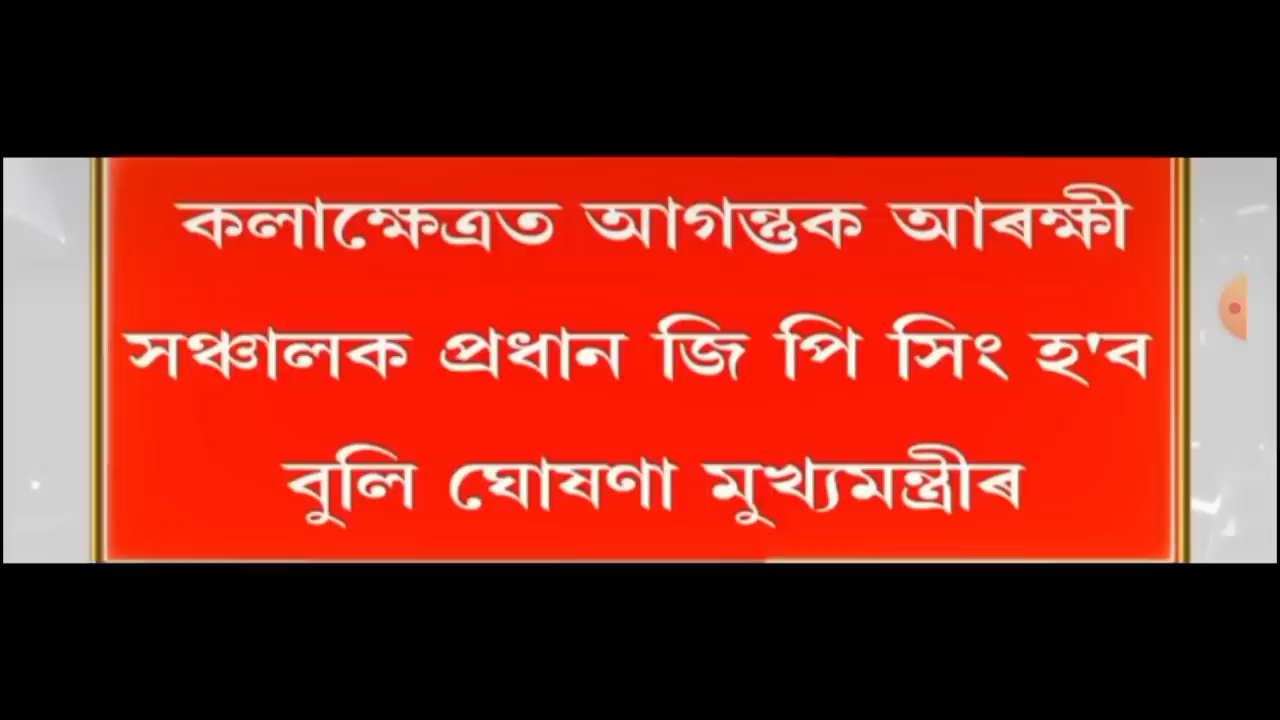 কলাক্ষেত্ৰত আগন্তুক আৰক্ষী
সঞ্চালক প্ৰধান জি পি সিং হ'ব
বুলি ঘোষণা মুখ্যমন্ত্ৰীৰ